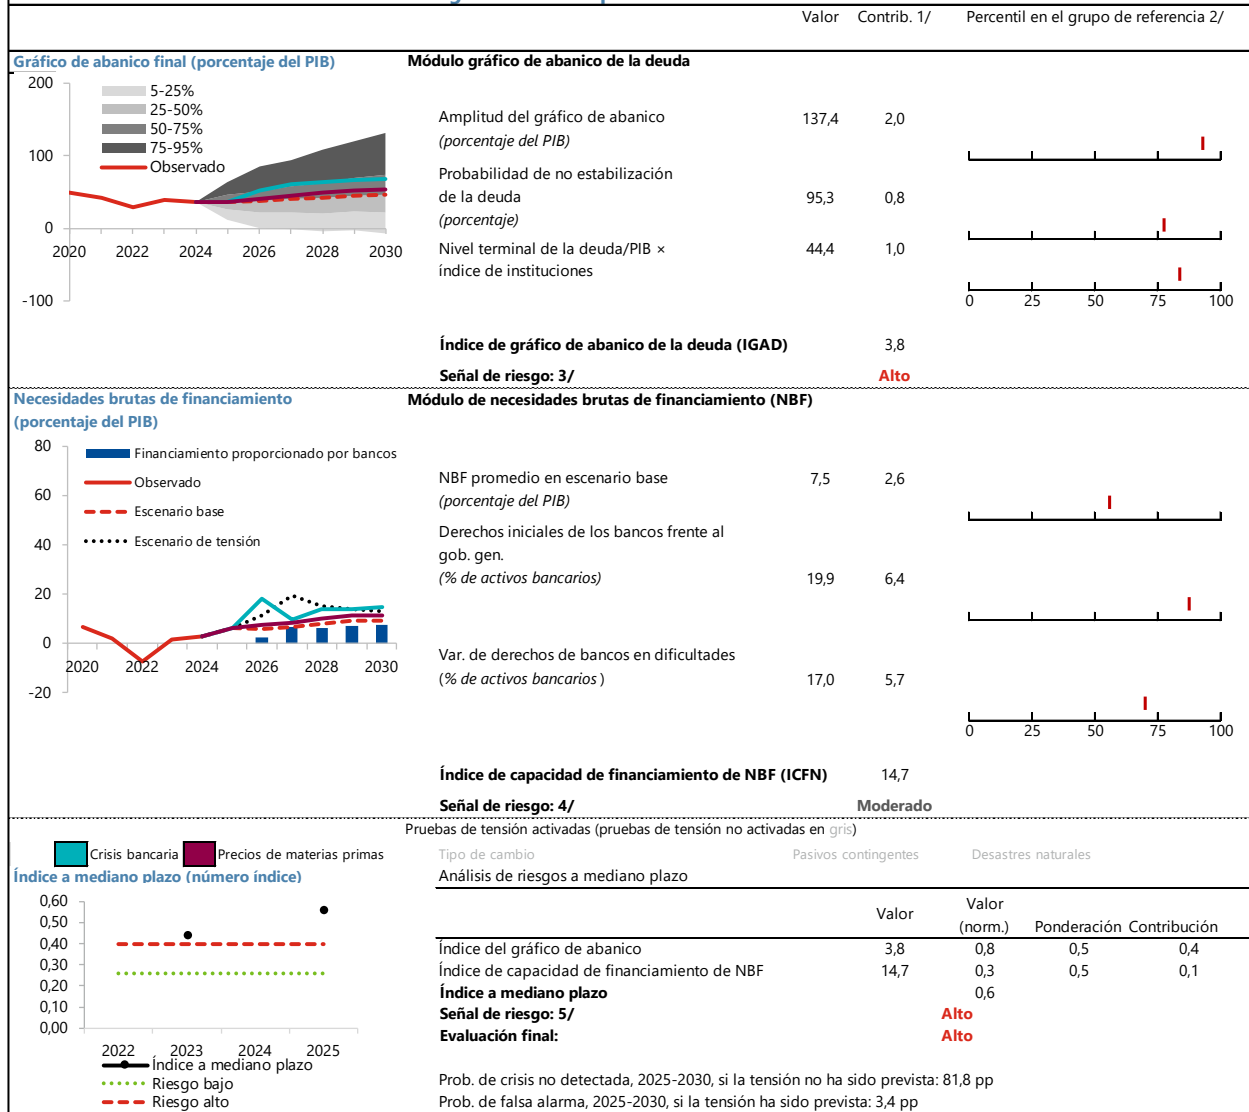 Valor Contrib. 1/ Percentil en el grupo de referencia 2/
Gráfico de abanico final (porcentaje del PIB)
Módulo gráfico de abanico de la deuda
200
100
0
-100
5-25%
25-50%
50-75%
75-95%
Observado
2020 2022 2024 2026 2028 2030
Amplitud del gráfico de abanico 137,4 2,0
(porcentaje del PIB)
Probabilidad de no estabilización
de la deuda 95,3 0,8
(porcentaje)
Nivel terminal de la deuda/PIB × 44,4 1,0
índice de instituciones
0 25 50 75 100
Índice de gráfico de abanico de la deuda (IGAD) 3,8
Señal de riesgo: 3/ Alto
Necesidades brutas de financiamiento
(porcentaje del PIB)
Módulo de necesidades brutas de financiamiento (NBF)
80
60
40
20
0
-20
Financiamiento proporcionado por bancos
Observado
Escenario base
Escenario de tensión
2020 2022 2024 2026 2028 2030
NBF promedio en escenario base 7,5 2,6
(porcentaje del PIB)
Derechos iniciales de los bancos frente al
gob. gen.
(% de activos bancarios) 19,9 6,4
Var. de derechos de bancos en dificultades
(% de activos bancarios) 17,0 5,7
0 25 50 75 100
Índice de capacidad de financiamiento de NBF (ICFN) 14,7
Señal de riesgo: 4/ Moderado
Pruebas de tensión activadas (pruebas de tensión no activadas en gris)
Crisis bancaria Precios de materias primas Tipo de cambio Pasivos contingentes Desastres naturales
Índice a mediano plazo (número índice)
0,60
0,50
0,40
0,30
0,20
0,10
0,00
2022 2023 2024 2025
Índice a mediano plazo
Riesgo bajo
Riesgo alto
Análisis de riesgos a mediano plazo
Valor Valor
(norm.) Ponderación Contribución
Índice del gráfico de abanico 3,8 0,8 0,5 0,4
Índice de capacidad de financiamiento de NBF 14,7 0,3 0,5 0,1
Índice a mediano plazo 0,6
Señal de riesgo: 5/ Alto
Evaluación final: Alto
Prob. de crisis no detectada, 2025-2030, si la tensión no ha sido prevista: 81,8 pp
Prob. de falsa alarma, 2025-2030, si la tensión ha sido prevista: 3,4 pp